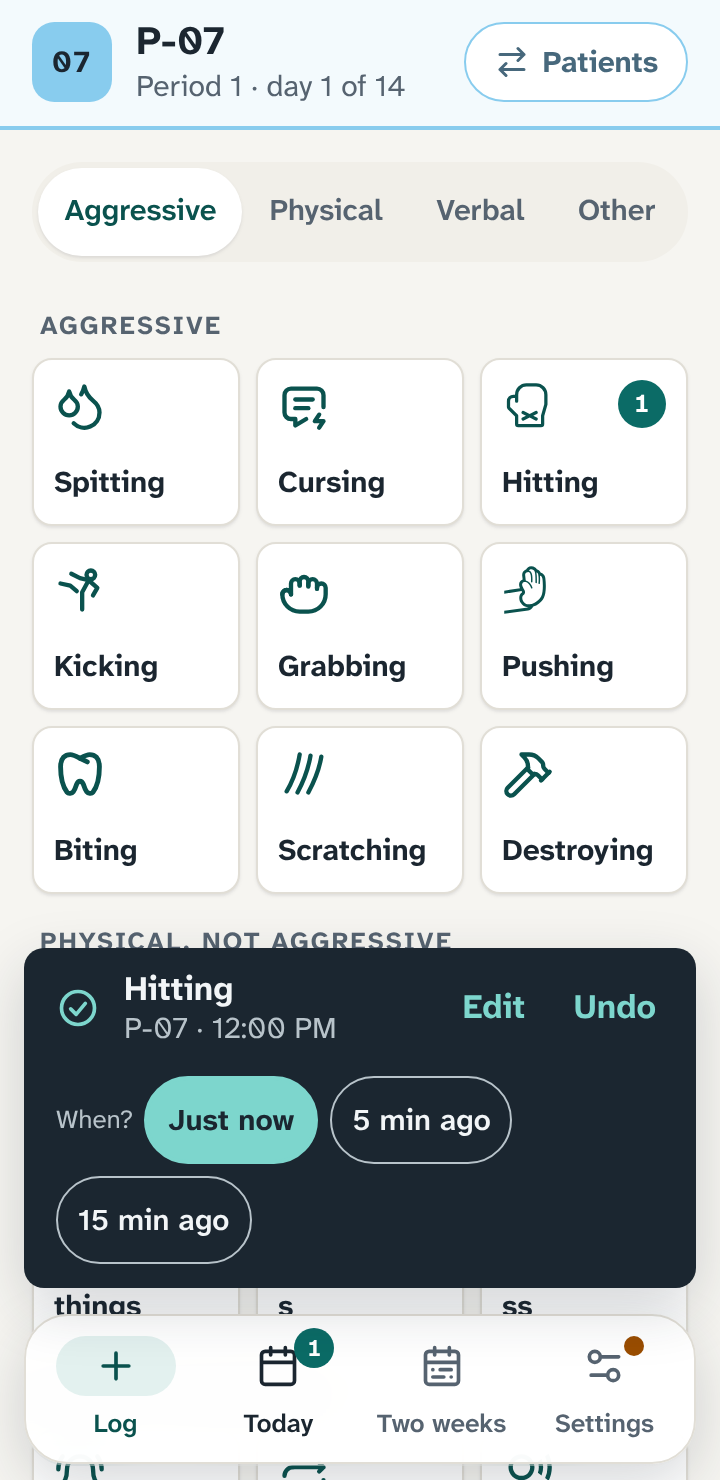 07
P-07
Period 1 · day 1 of 14
Patients
Aggressive Physical Verbal Other
AGGRESSIVE
Spitting Cursing Hitting 1
Kicking Grabbing Pushing
Biting Scratching Destroying
PHYSICAL, NOT AGGRESSIVE
Hitting
P-07 · 12:00 PM
Edit Undo
When? Just now 5 min ago
15 min ago
things s ss
1
Log Today Two weeks Settings